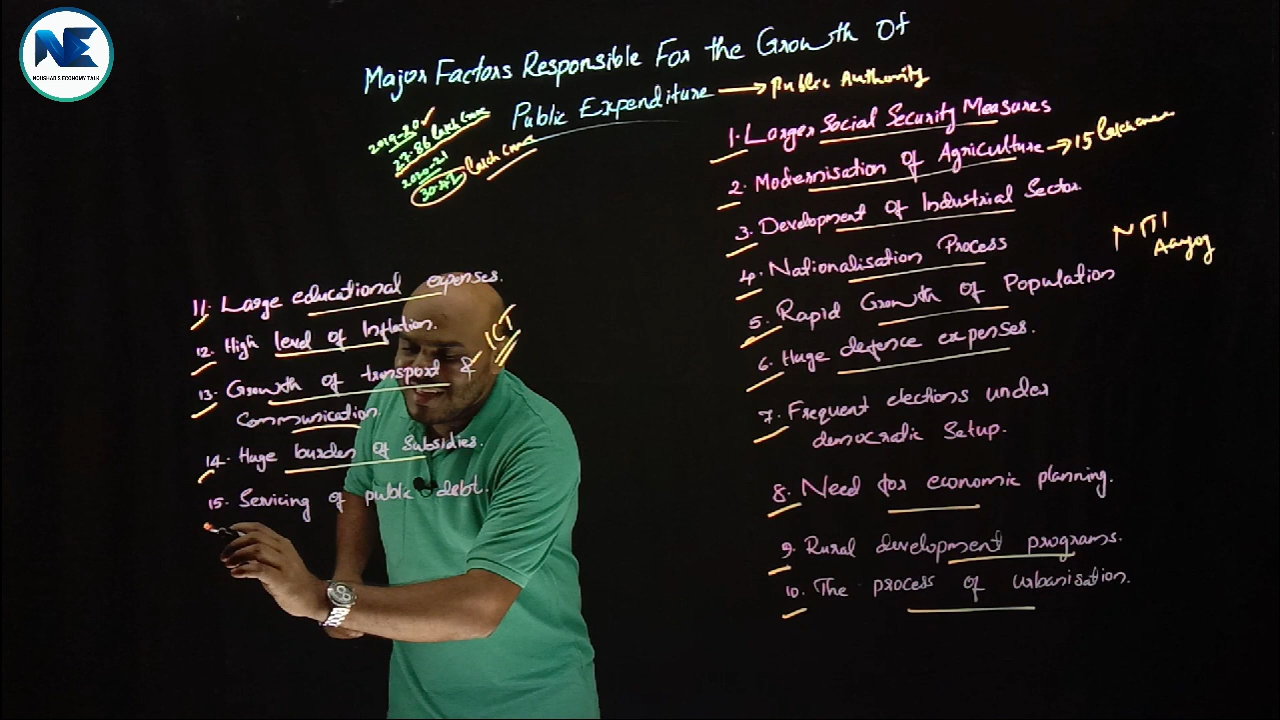 NE
NOUSHAD'S ECONOMY TALK
Major Factors Responsible For the Growth Of
Public Expenditure → Public Authority
2019-20
27.86 lakh crore
2020-21
30.42 lakh crore
1. Larger Social Security Measures
2. Modernisation of Agriculture → 15 lakh crore
3. Development Of Industrial Sector.
4. Nationalisation Process
5. Rapid Growth Of Population
6. Huge defence expenses.
7. Frequent elections under
democratic Setup.
8. Need for economic planning.
9. Rural development programs.
10. The process of urbanisation.
NITI
Aayog
11. Large educational expenses.
12. High level of Inflation.
13. Growth of transport & ICT
Communication.
14. Huge burden of Subsidies.
15. Servicing of public debt.